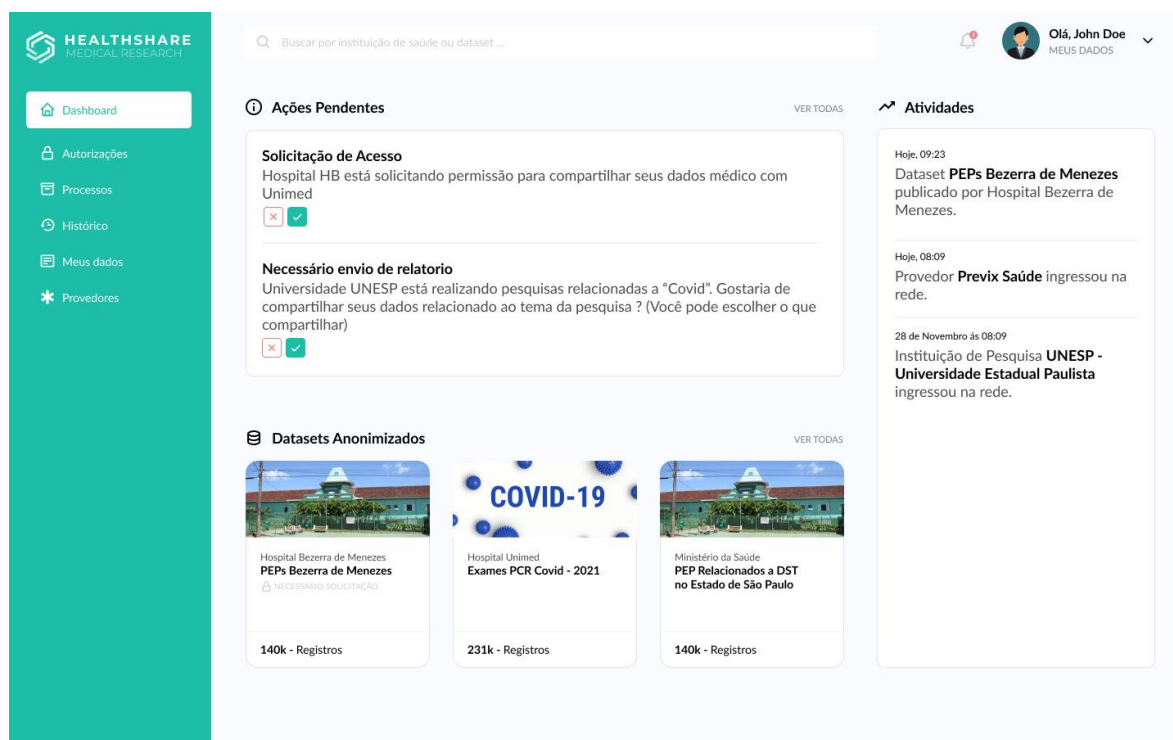 HEALTHSHARE
MEDICAL RESEARCH
Buscar por instituição de saúde ou dataset ...
Olá, John Doe
MEUS DADOS
Dashboard
Autorizações
Processos
Histórico
Meus dados
Provedores
Ações Pendentes
VER TODAS
Solicitação de Acesso
Hospital HB está solicitando permissão para compartilhar seus dados médico com
Unimed
Necessário envio de relatorio
Universidade UNESP está realizando pesquisas relacionadas a “Covid”. Gostaria de
compartilhar seus dados relacionado ao tema da pesquisa ? (Você pode escolher o que
compartilhar)
Atividades
Hoje, 09:23
Dataset PEPs Bezerra de Menezes
publicado por Hospital Bezerra de
Menezes.
Hoje, 08:09
Provedor Previx Saúde ingressou na
rede.
28 de Novembro ás 08:09
Instituição de Pesquisa UNESP -
Universidade Estadual Paulista
ingressou na rede.
Datasets Anonimizados
VER TODAS
Hospital Bezerra de Menezes
PEPs Bezerra de Menezes
NECESSARIO SOLICITAÇÃO
140k - Registros
COVID-19
Hospital Unimed
Exames PCR Covid - 2021
231k - Registros
Ministério da Saúde
PEP Relacionados a DST
no Estado de São Paulo
140k - Registros